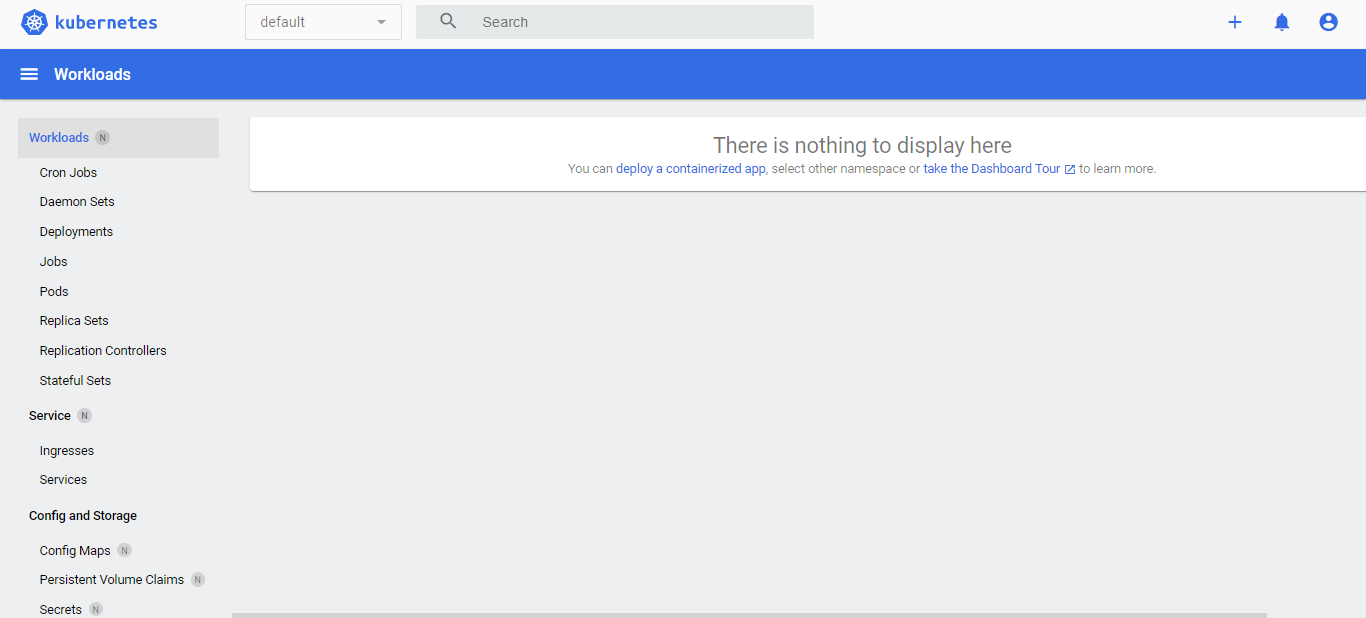 kubernetes
default
Search
Workloads
Workloads N
Cron Jobs
Daemon Sets
Deployments
Jobs
Pods
Replica Sets
Replication Controllers
Stateful Sets
Service N
Ingresses
Services
Config and Storage
Config Maps N
Persistent Volume Claims N
Secrets N
There is nothing to display here
You can deploy a containerized app, select other namespace or take the Dashboard Tour to learn more.